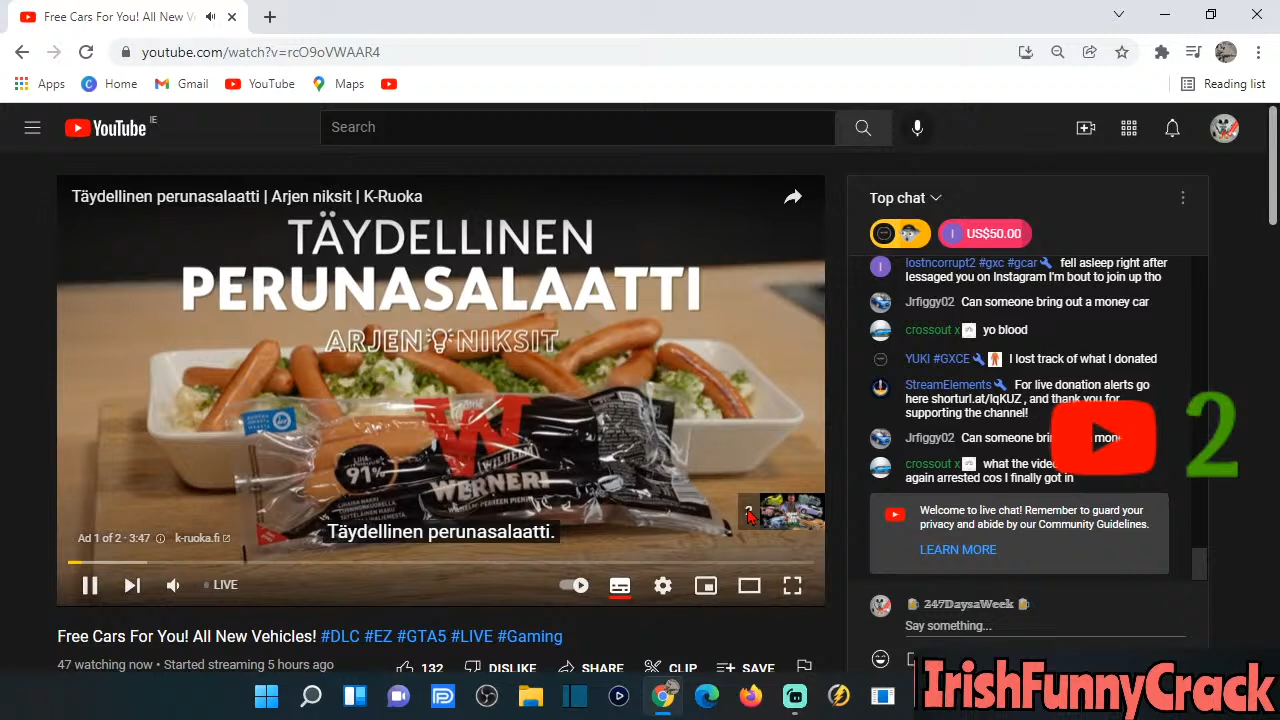 Free Cars For You! All New V
youtube.com/watch?v=rcO9oVWAAR4
Apps
Home
Gmail
YouTube
Maps
Reading list
YouTube IE
Search
Täydellinen perunasalaatti | Arjen niksit | K-Ruoka
TÄYDELLINEN
PERUNASALAATTI
ARJEN NIKSIT
LIHAA
91%
WILHELM
WERNERI
Täydellinen perunasalaatti.
Ad 1 of 2 · 3:47 k-ruoka.fi
LIVE
Free Cars For You! All New Vehicles! #DLC #EZ #GTA5 #LIVE #Gaming
47 watching now • Started streaming 5 hours ago
132 DISLIKE SHARE CLIP SAVE
Top chat
I US$50.00
I lostncorrupt2 #gxc #gcar fell asleep right after
Iessaged you on Instagram I'm bout to join up tho
Jrfiggy02 Can someone bring out a money car
crossout x yo blood
YUKI #GXCE I lost track of what I donated
StreamElements For live donation alerts go
here shorturl.at/lqKUZ , and thank you for
supporting the channel!
Jrfiggy02 Can someone bri mone
crossout x what the video
again arrested cos I finally got in
2
Welcome to live chat! Remember to guard your
privacy and abide by our Community Guidelines.
LEARN MORE
247DaysaWeek
Say something...
IrishFunnyCrack